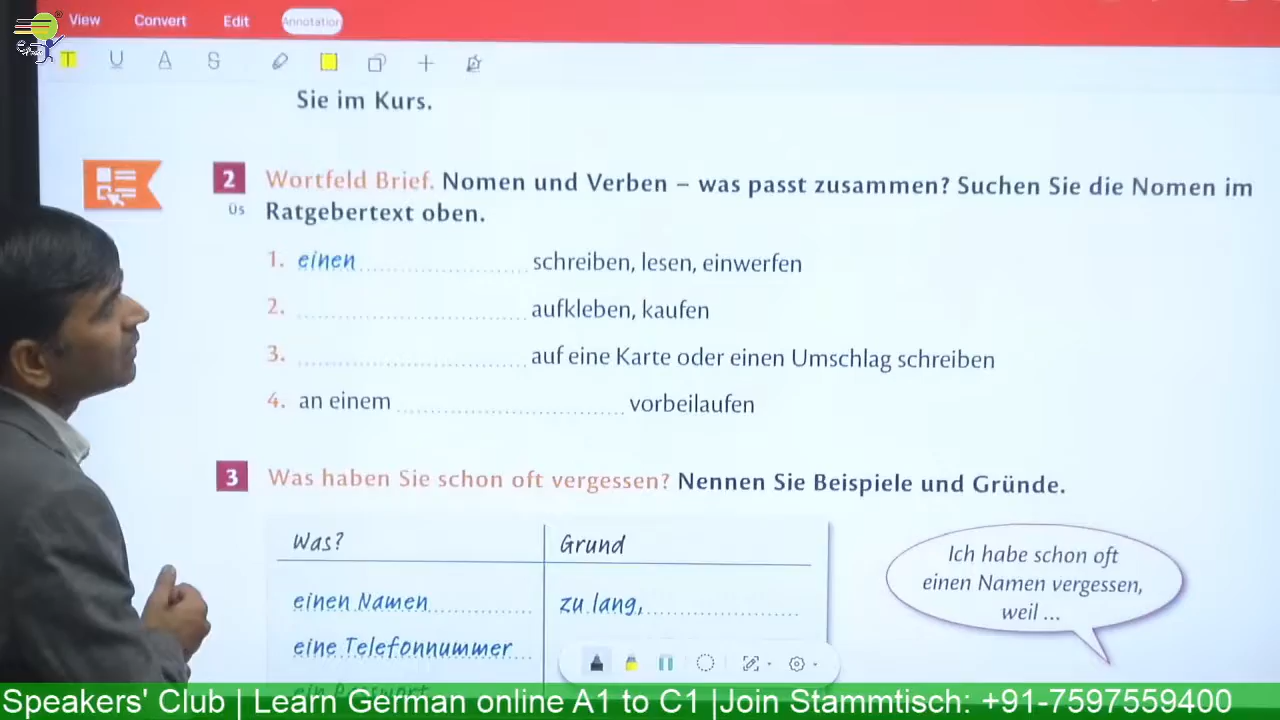 View Convert Edit Annotation
T U A S
Sie im Kurs.
2 Wortfeld Brief. Nomen und Verben – was passt zusammen? Suchen Sie die Nomen im
Ratgebertext oben.
1. einen schreiben, lesen, einwerfen
2. aufkleben, kaufen
3. auf eine Karte oder einen Umschlag schreiben
4. an einem vorbeilaufen
3 Was haben Sie schon oft vergessen? Nennen Sie Beispiele und Gründe.
Was? Grund
einen Namen zu lang,
eine Telefonnummer
ein Passwort
Ich habe schon oft
einen Namen vergessen,
weil ...
Speakers' Club | Learn German online A1 to C1 |Join Stammtisch: +91-7597559400